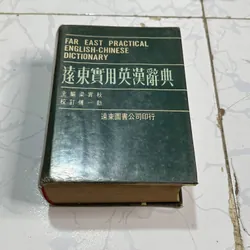 FAR EAST PRACTICAL
ENGLISH-CHINESE
DICTIONARY
遠東實用英漢辭典
主編梁實秋
校訂傅一勤
遠東圖書公司印行